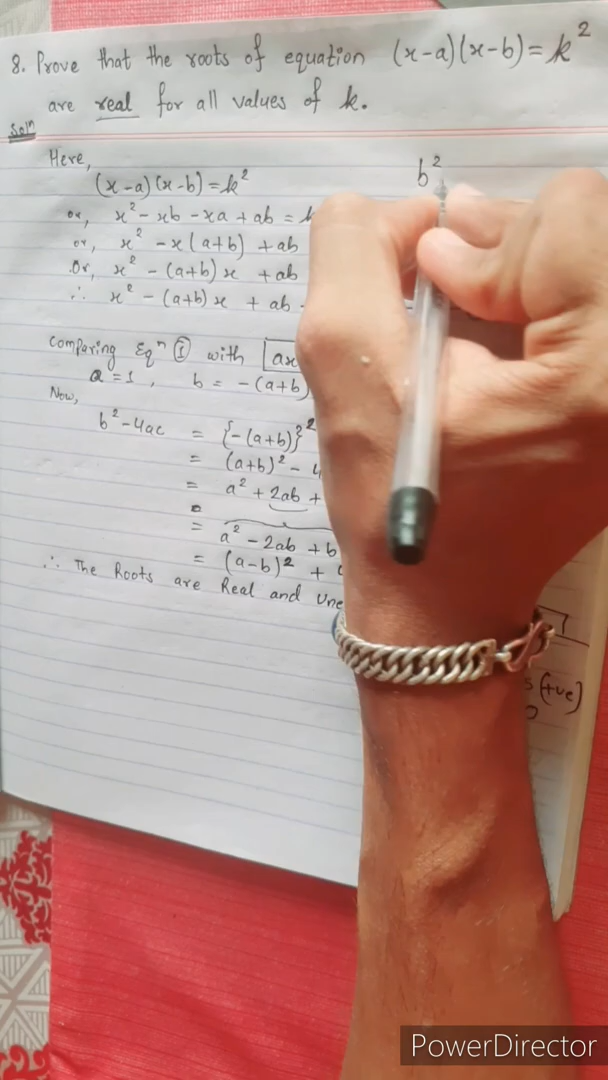 8. Prove that the roots of equation (x-a)(x-b)=k²
are real for all values of k.
Solⁿ
Here,
(x-a)(x-b)=k²
b²
or, x²-xb-xa+ab =
or, x²-x(a+b)+ab
Or, x²-(a+b)x +ab
∴ x²-(a+b)x + ab
Comparing Eqⁿ ① with ax
a=1, b = -(a+b)
Now,
b²-4ac = {-(a+b)}²
= (a+b)² -
= a² + 2ab +
= a² - 2ab + b
= (a-b)² +
∴ The Roots are Real and Une
(+ve)
PowerDirector